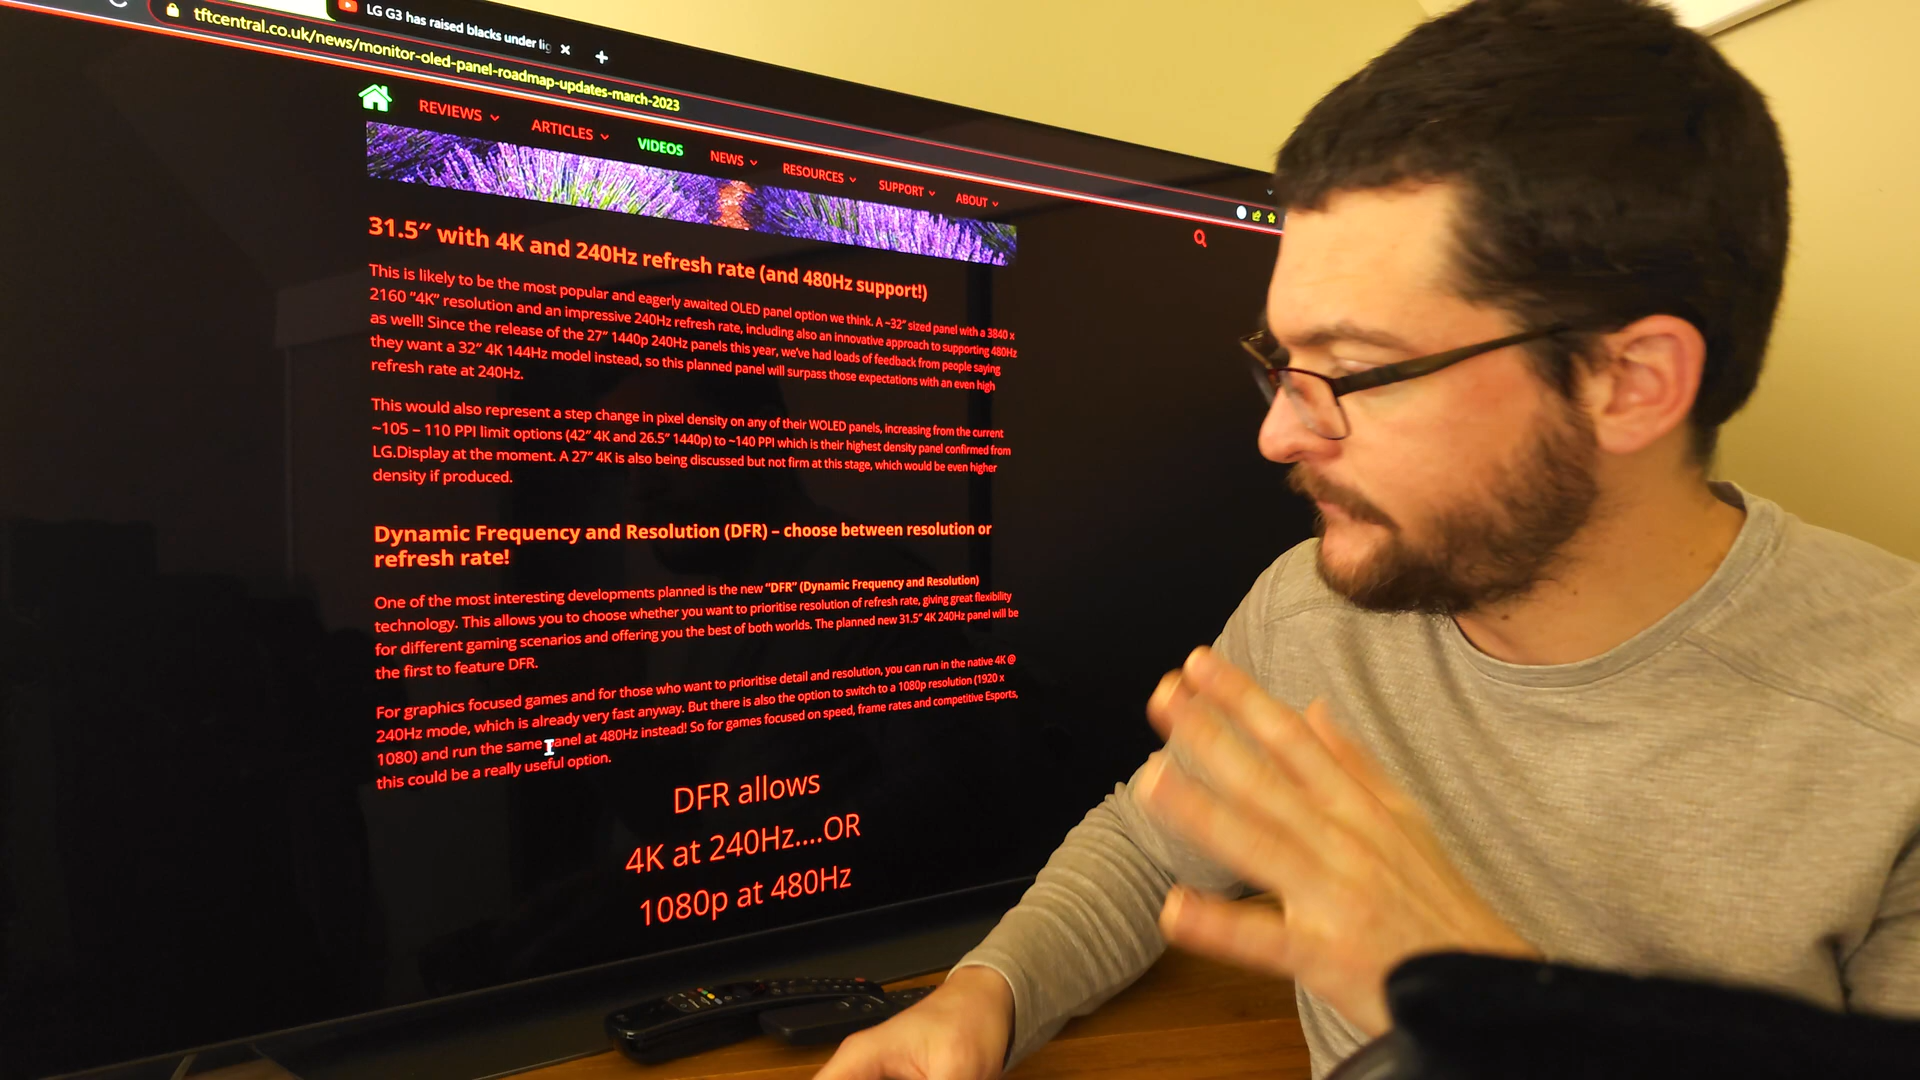 LG G3 has raised blacks under lig
tftcentral.co.uk/news/monitor-oled-panel-roadmap-updates-march-2023
REVIEWS ARTICLES VIDEOS NEWS RESOURCES SUPPORT ABOUT
31.5″ with 4K and 240Hz refresh rate (and 480Hz support!)
This is likely to be the most popular and eagerly awaited OLED panel option we think. A ~32″ sized panel with a 3840 x
2160 “4K” resolution and an impressive 240Hz refresh rate, including also an innovative approach to supporting 480Hz
as well! Since the release of the 27″ 1440p 240Hz panels this year, we’ve had loads of feedback from people saying
they want a 32″ 4K 144Hz model instead, so this planned panel will surpass those expectations with an even high
refresh rate at 240Hz.
This would also represent a step change in pixel density on any of their WOLED panels, increasing from the current
~105 – 110 PPI limit options (42″ 4K and 26.5″ 1440p) to ~140 PPI which is their highest density panel confirmed from
LG.Display at the moment. A 27″ 4K is also being discussed but not firm at this stage, which would be even higher
density if produced.
Dynamic Frequency and Resolution (DFR) – choose between resolution or
refresh rate!
One of the most interesting developments planned is the new “DFR” (Dynamic Frequency and Resolution)
technology. This allows you to choose whether you want to prioritise resolution of refresh rate, giving great flexibility
for different gaming scenarios and offering you the best of both worlds. The planned new 31.5″ 4K 240Hz panel will be
the first to feature DFR.
For graphics focused games and for those who want to prioritise detail and resolution, you can run in the native 4K @
240Hz mode, which is already very fast anyway. But there is also the option to switch to a 1080p resolution (1920 x
1080) and run the same panel at 480Hz instead! So for games focused on speed, frame rates and competitive Esports,
this could be a really useful option.
DFR allows
4K at 240Hz....OR
1080p at 480Hz